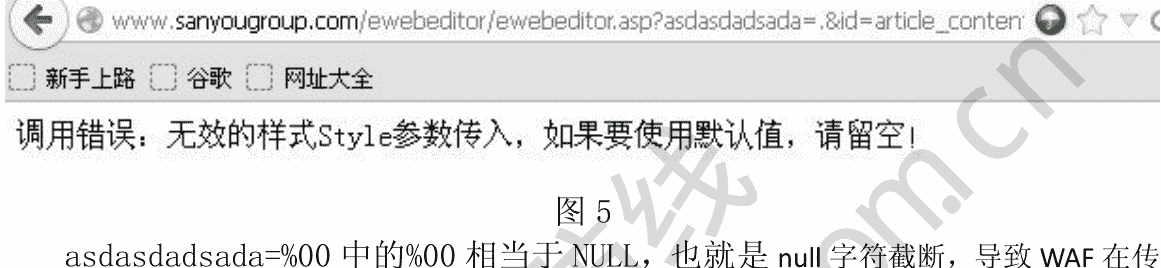 www.sanyougroup.com/ewebeditor/ewebeditor.asp?asdasdadsada=.&id=article_conten
新手上路 谷歌 网址大全
调用错误：无效的样式Style参数传入，如果要使用默认值，请留空!
图 5
asdasdadsada=%00 中的%00 相当于 NULL，也就是 null 字符截断，导致 WAF 在传